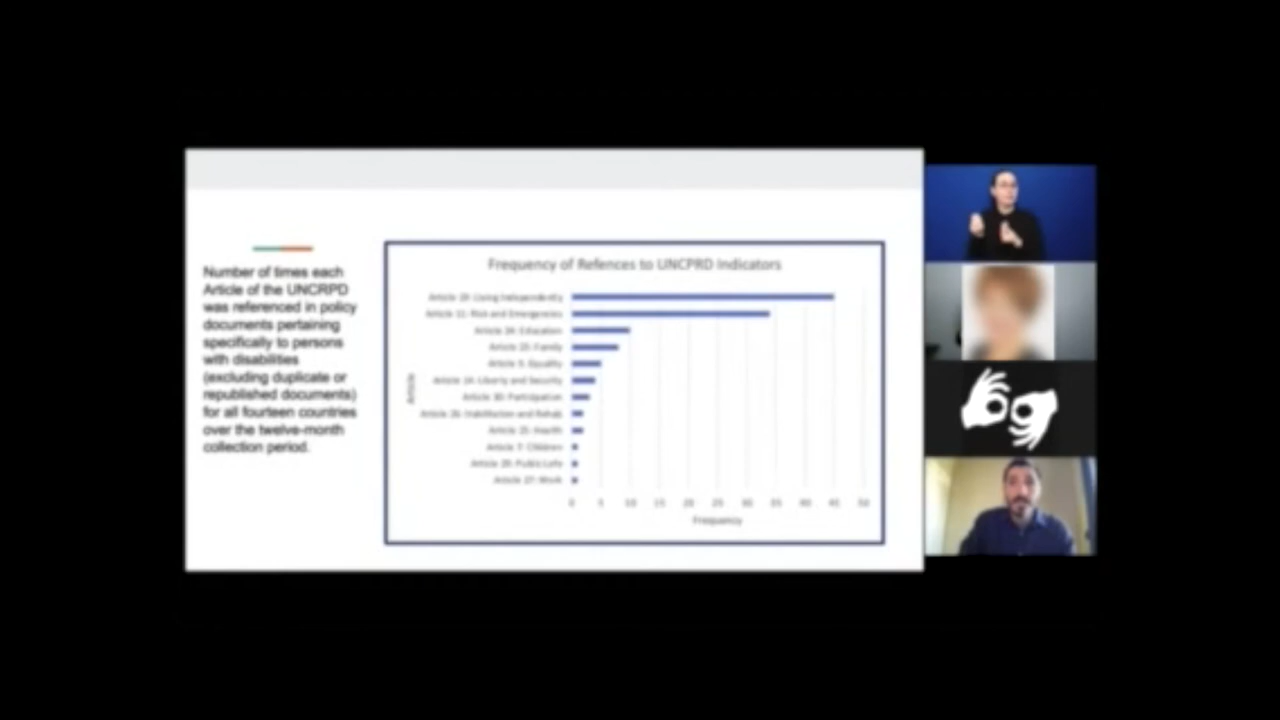 Number of times each
Article of the UNCRPD
was referenced in policy
documents pertaining
specifically to persons
with disabilities
(excluding duplicate or
republished documents)
for all fourteen countries
over the twelve-month
collection period.
Frequency of Refences to UNCPRD Indicators
Article 19: Living Independently
Article 11: Risk and Emergencies
Article 24: Education
Article 23: Family
Article 5: Equality
Article 14: Liberty and Security
Article 30: Participation
Article 26: Habilitation and Rehab
Article 25: Health
Article 7: Children
Article 29: Public Life
Article 27: Work
Article
0 5 10 15 20 25 30 35 40 45 50
Frequency